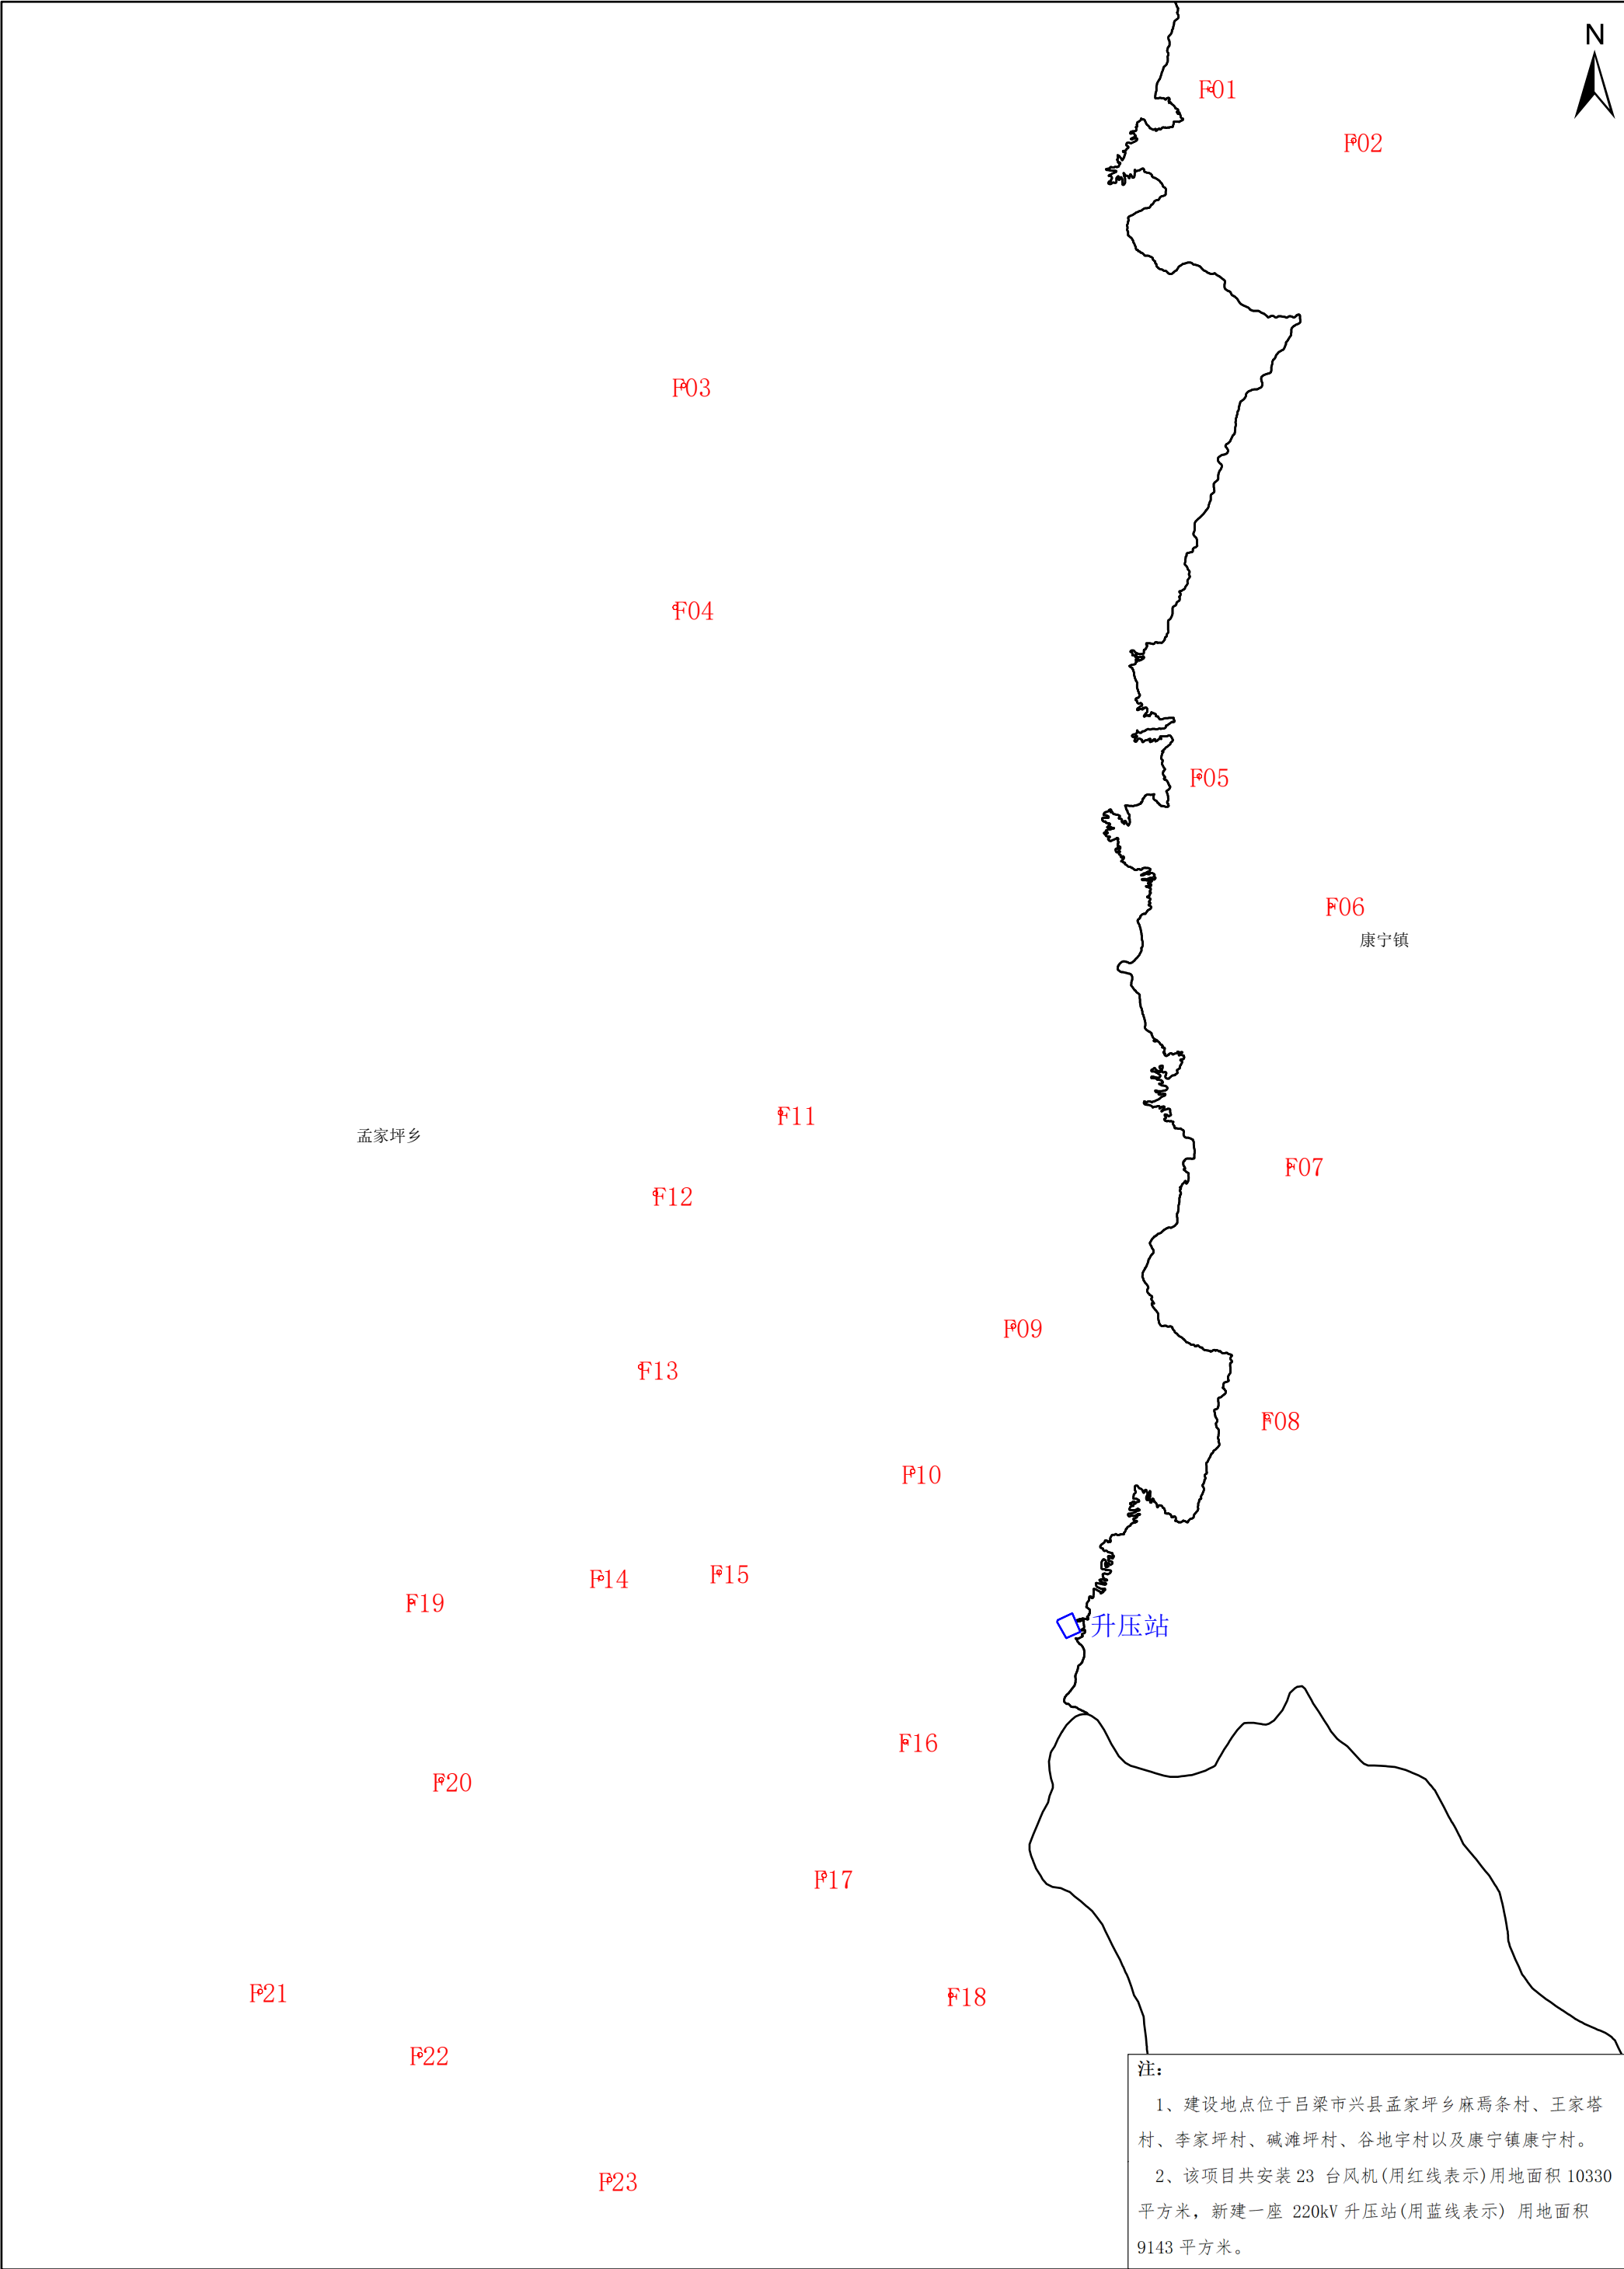 N
F01
F02
F03
F04
F05
F06
康宁镇
F11
孟家坪乡
F07
F12
F09
F13
F08
F10
F15
F14
F19
升压站
F16
F20
F17
F21
F18
F22
注：
1、建设地点位于吕梁市兴县孟家坪乡麻焉条村、王家塔
村、李家坪村、碱滩坪村、谷地宇村以及康宁镇康宁村。
2、该项目共安装 23 台风机(用红线表示)用地面积 10330
平方米，新建一座 220kV 升压站(用蓝线表示) 用地面积
9143 平方米。
F23